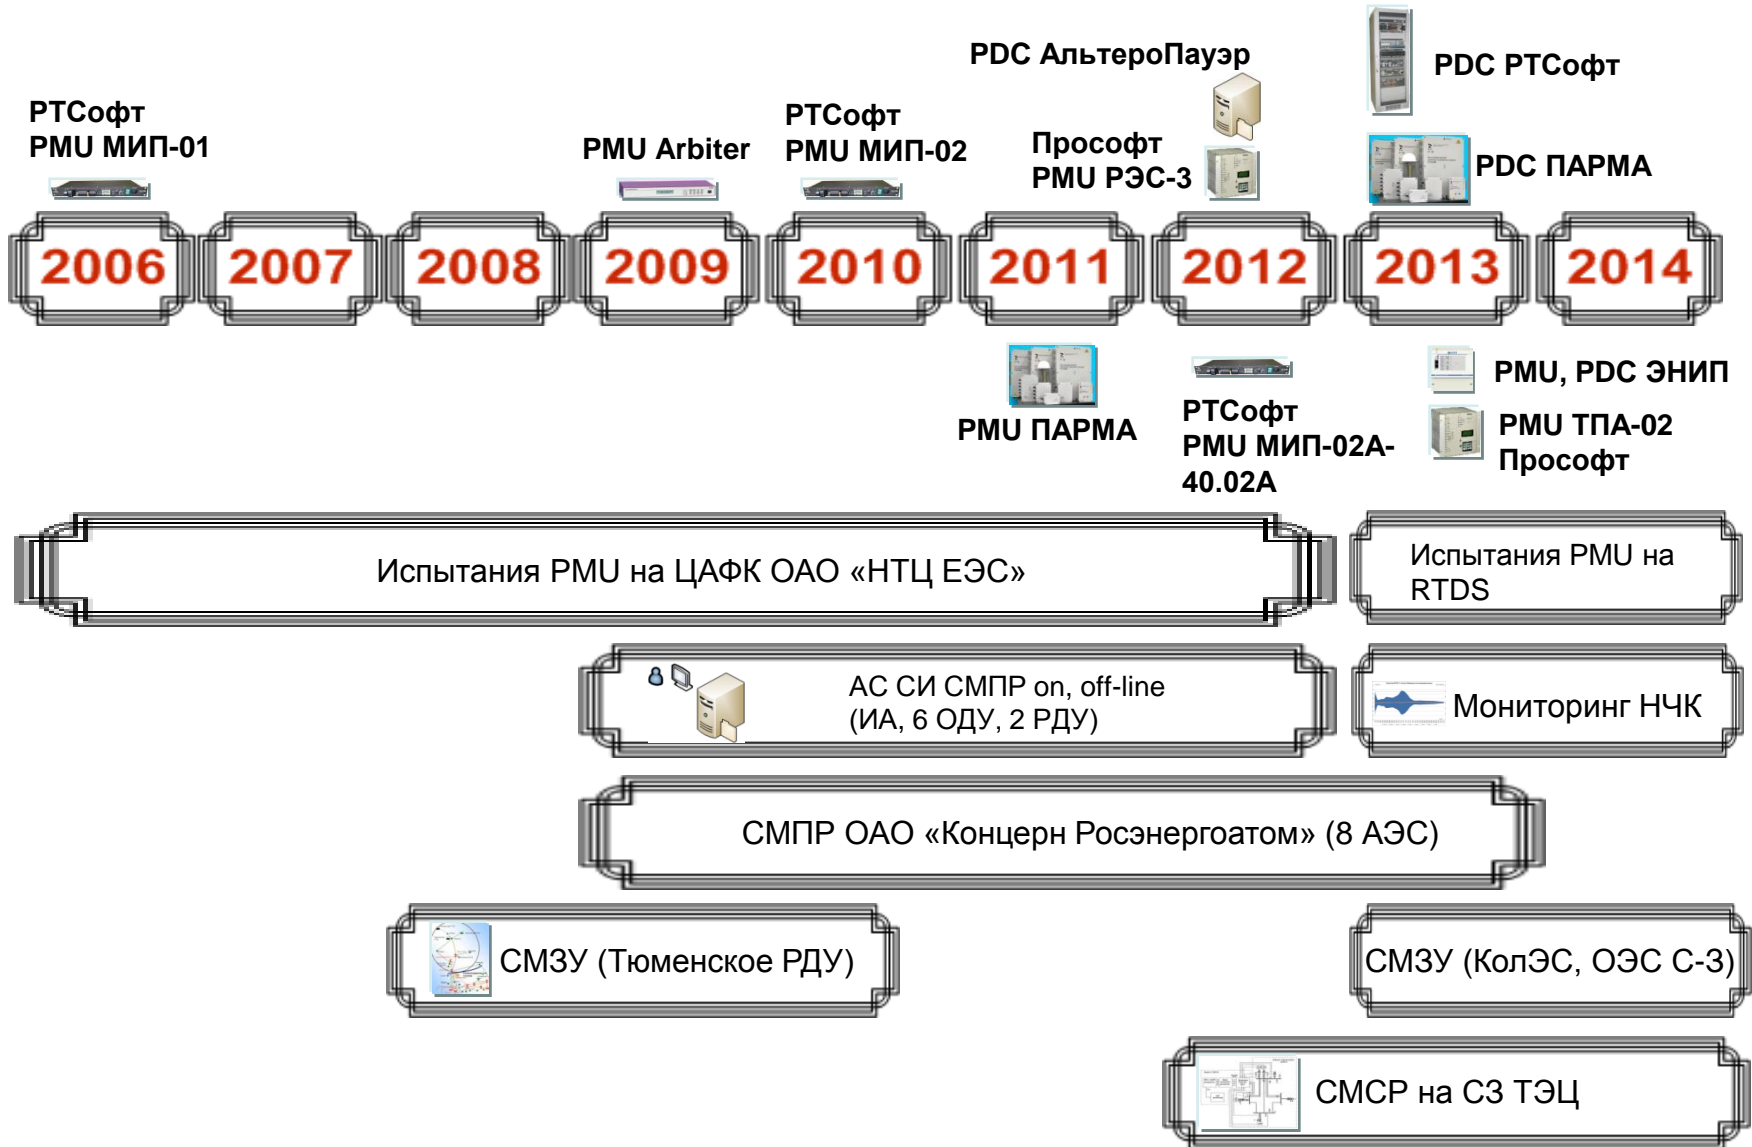 PDC АльтероПауэр
PDC РТСофт
РТСофт
PMU МИП-01
PMU Arbiter
РТСофт
PMU МИП-02
Прософт
PMU РЭС-3
PDC ПАРМА
2006
2007
2008
2009
2010
2011
2012
2013
2014
PMU ПАРМА
РТСофт
PMU МИП-02А-
40.02А
PMU, PDC ЭНИП
PMU ТПА-02
Прософт
Испытания PMU на ЦАФК ОАО «НТЦ ЕЭС»
Испытания PMU на
RTDS
АС СИ СМПР on, off-line
(ИА, 6 ОДУ, 2 РДУ)
Мониторинг НЧК
СМПР ОАО «Концерн Росэнергоатом» (8 АЭС)
СМЗУ (Тюменское РДУ)
СМЗУ (КолЭС, ОЭС С-З)
СМСР на СЗ ТЭЦ